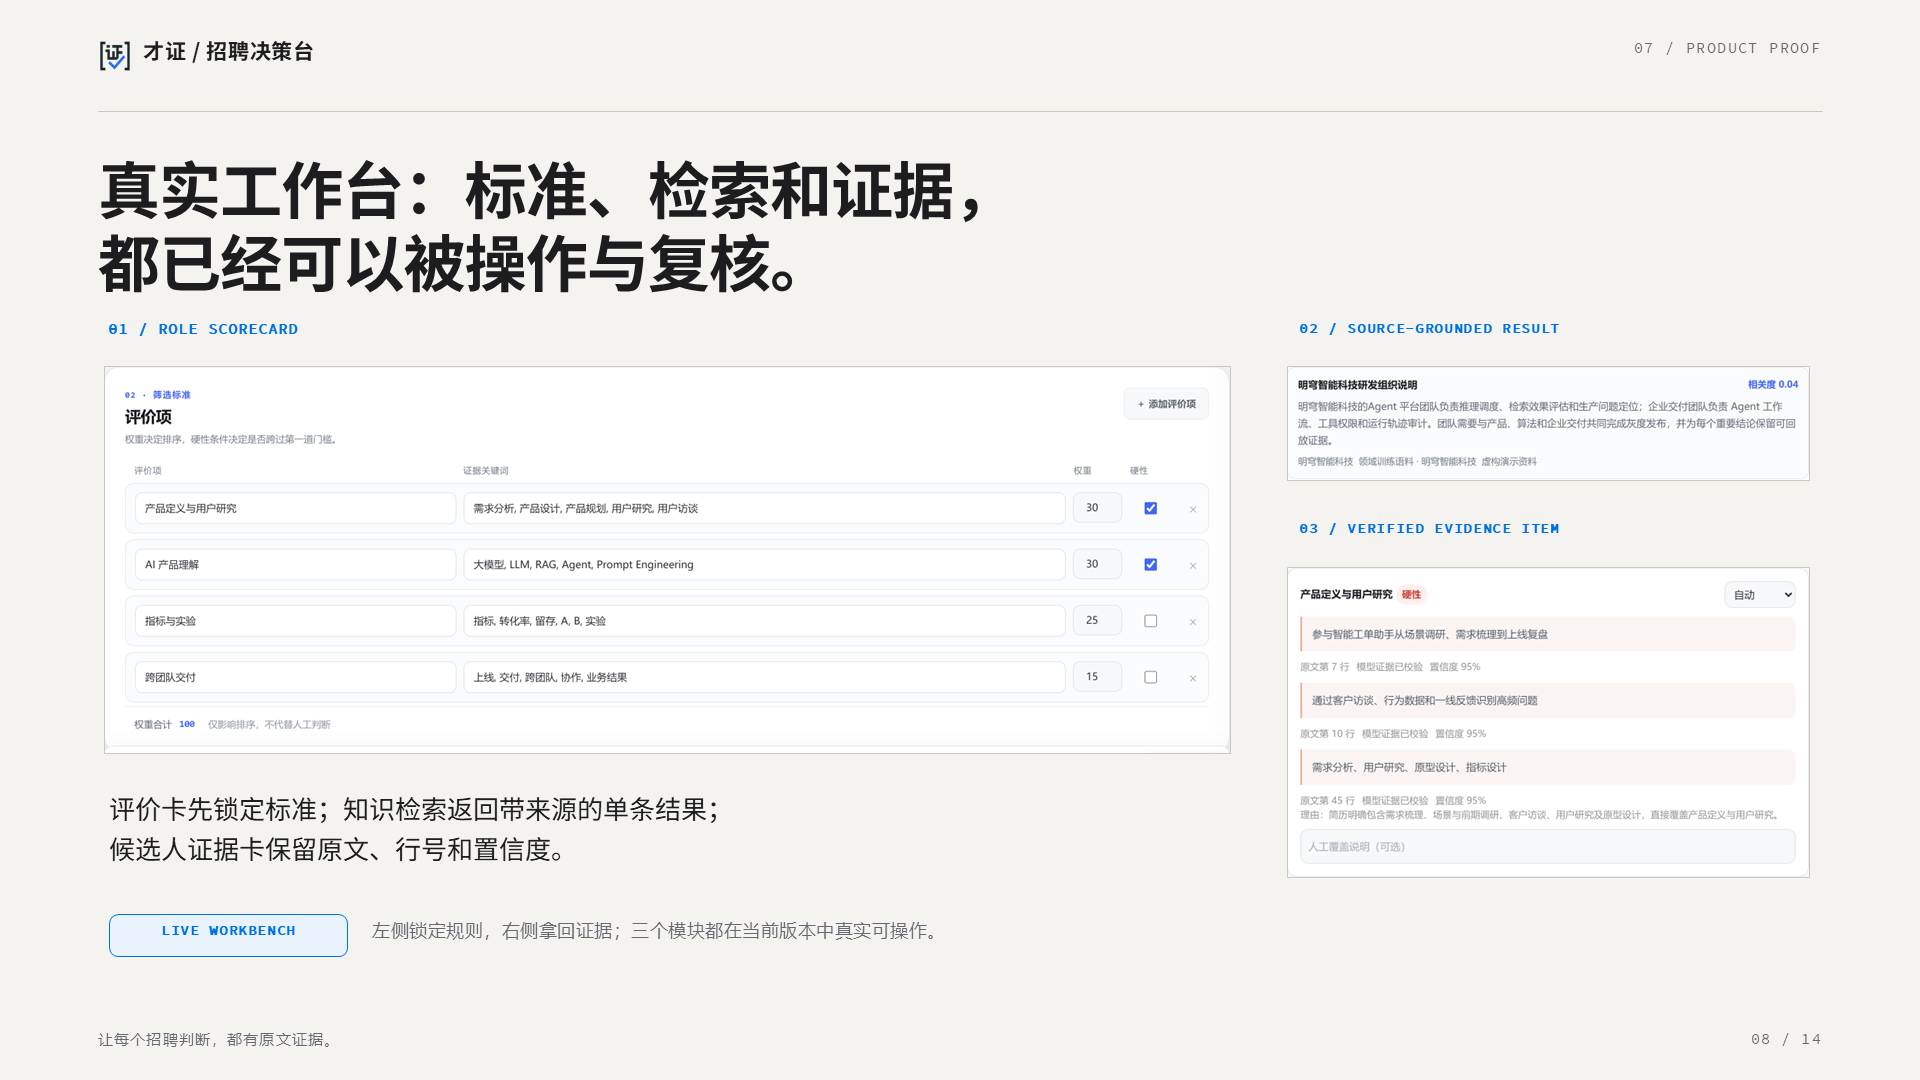 证 才证 / 招聘决策台
07 / PRODUCT PROOF
真实工作台：标准、检索和证据，
都已经可以被操作与复核。
01 / ROLE SCORECARD
02 · 筛选标准
评价项
权重决定排序，硬性条件决定是否跨过第一道门槛。
+ 添加评价项
评价项 证据关键词 权重 硬性
产品定义与用户研究 需求分析, 产品设计, 产品规划, 用户研究, 用户访谈 30 ×
AI 产品理解 大模型, LLM, RAG, Agent, Prompt Engineering 30 ×
指标与实验 指标, 转化率, 留存, A, B, 实验 25 ×
跨团队交付 上线, 交付, 跨团队, 协作, 业务结果 15 ×
权重合计 100 仅影响排序，不代替人工判断
评价卡先锁定标准；知识检索返回带来源的单条结果；
候选人证据卡保留原文、行号和置信度。
LIVE WORKBENCH
左侧锁定规则，右侧拿回证据；三个模块都在当前版本中真实可操作。
02 / SOURCE-GROUNDED RESULT
明穹智能科技研发组织说明 相关度 0.04
明穹智能科技的Agent 平台团队负责推理调度、检索效果评估和生产问题定位；企业交付团队负责 Agent 工作
流、工具权限和运行轨迹审计。团队需要与产品、算法和企业交付共同完成灰度发布，并为每个重要结论保留可回
放证据。
明穹智能科技 领域训练语料 · 明穹智能科技 虚构演示资料
03 / VERIFIED EVIDENCE ITEM
产品定义与用户研究 硬性 自动
参与智能工单助手从场景调研、需求梳理到上线复盘
原文第 7 行 模型证据已校验 置信度 95%
通过客户访谈、行为数据和一线反馈识别高频问题
原文第 10 行 模型证据已校验 置信度 95%
需求分析、用户研究、原型设计、指标设计
原文第 45 行 模型证据已校验 置信度 95%
理由：简历明确包含需求梳理、场景与前期调研、客户访谈、用户研究及原型设计，直接覆盖产品定义与用户研究。
人工覆盖说明（可选）
让每个招聘判断，都有原文证据。
08 / 14